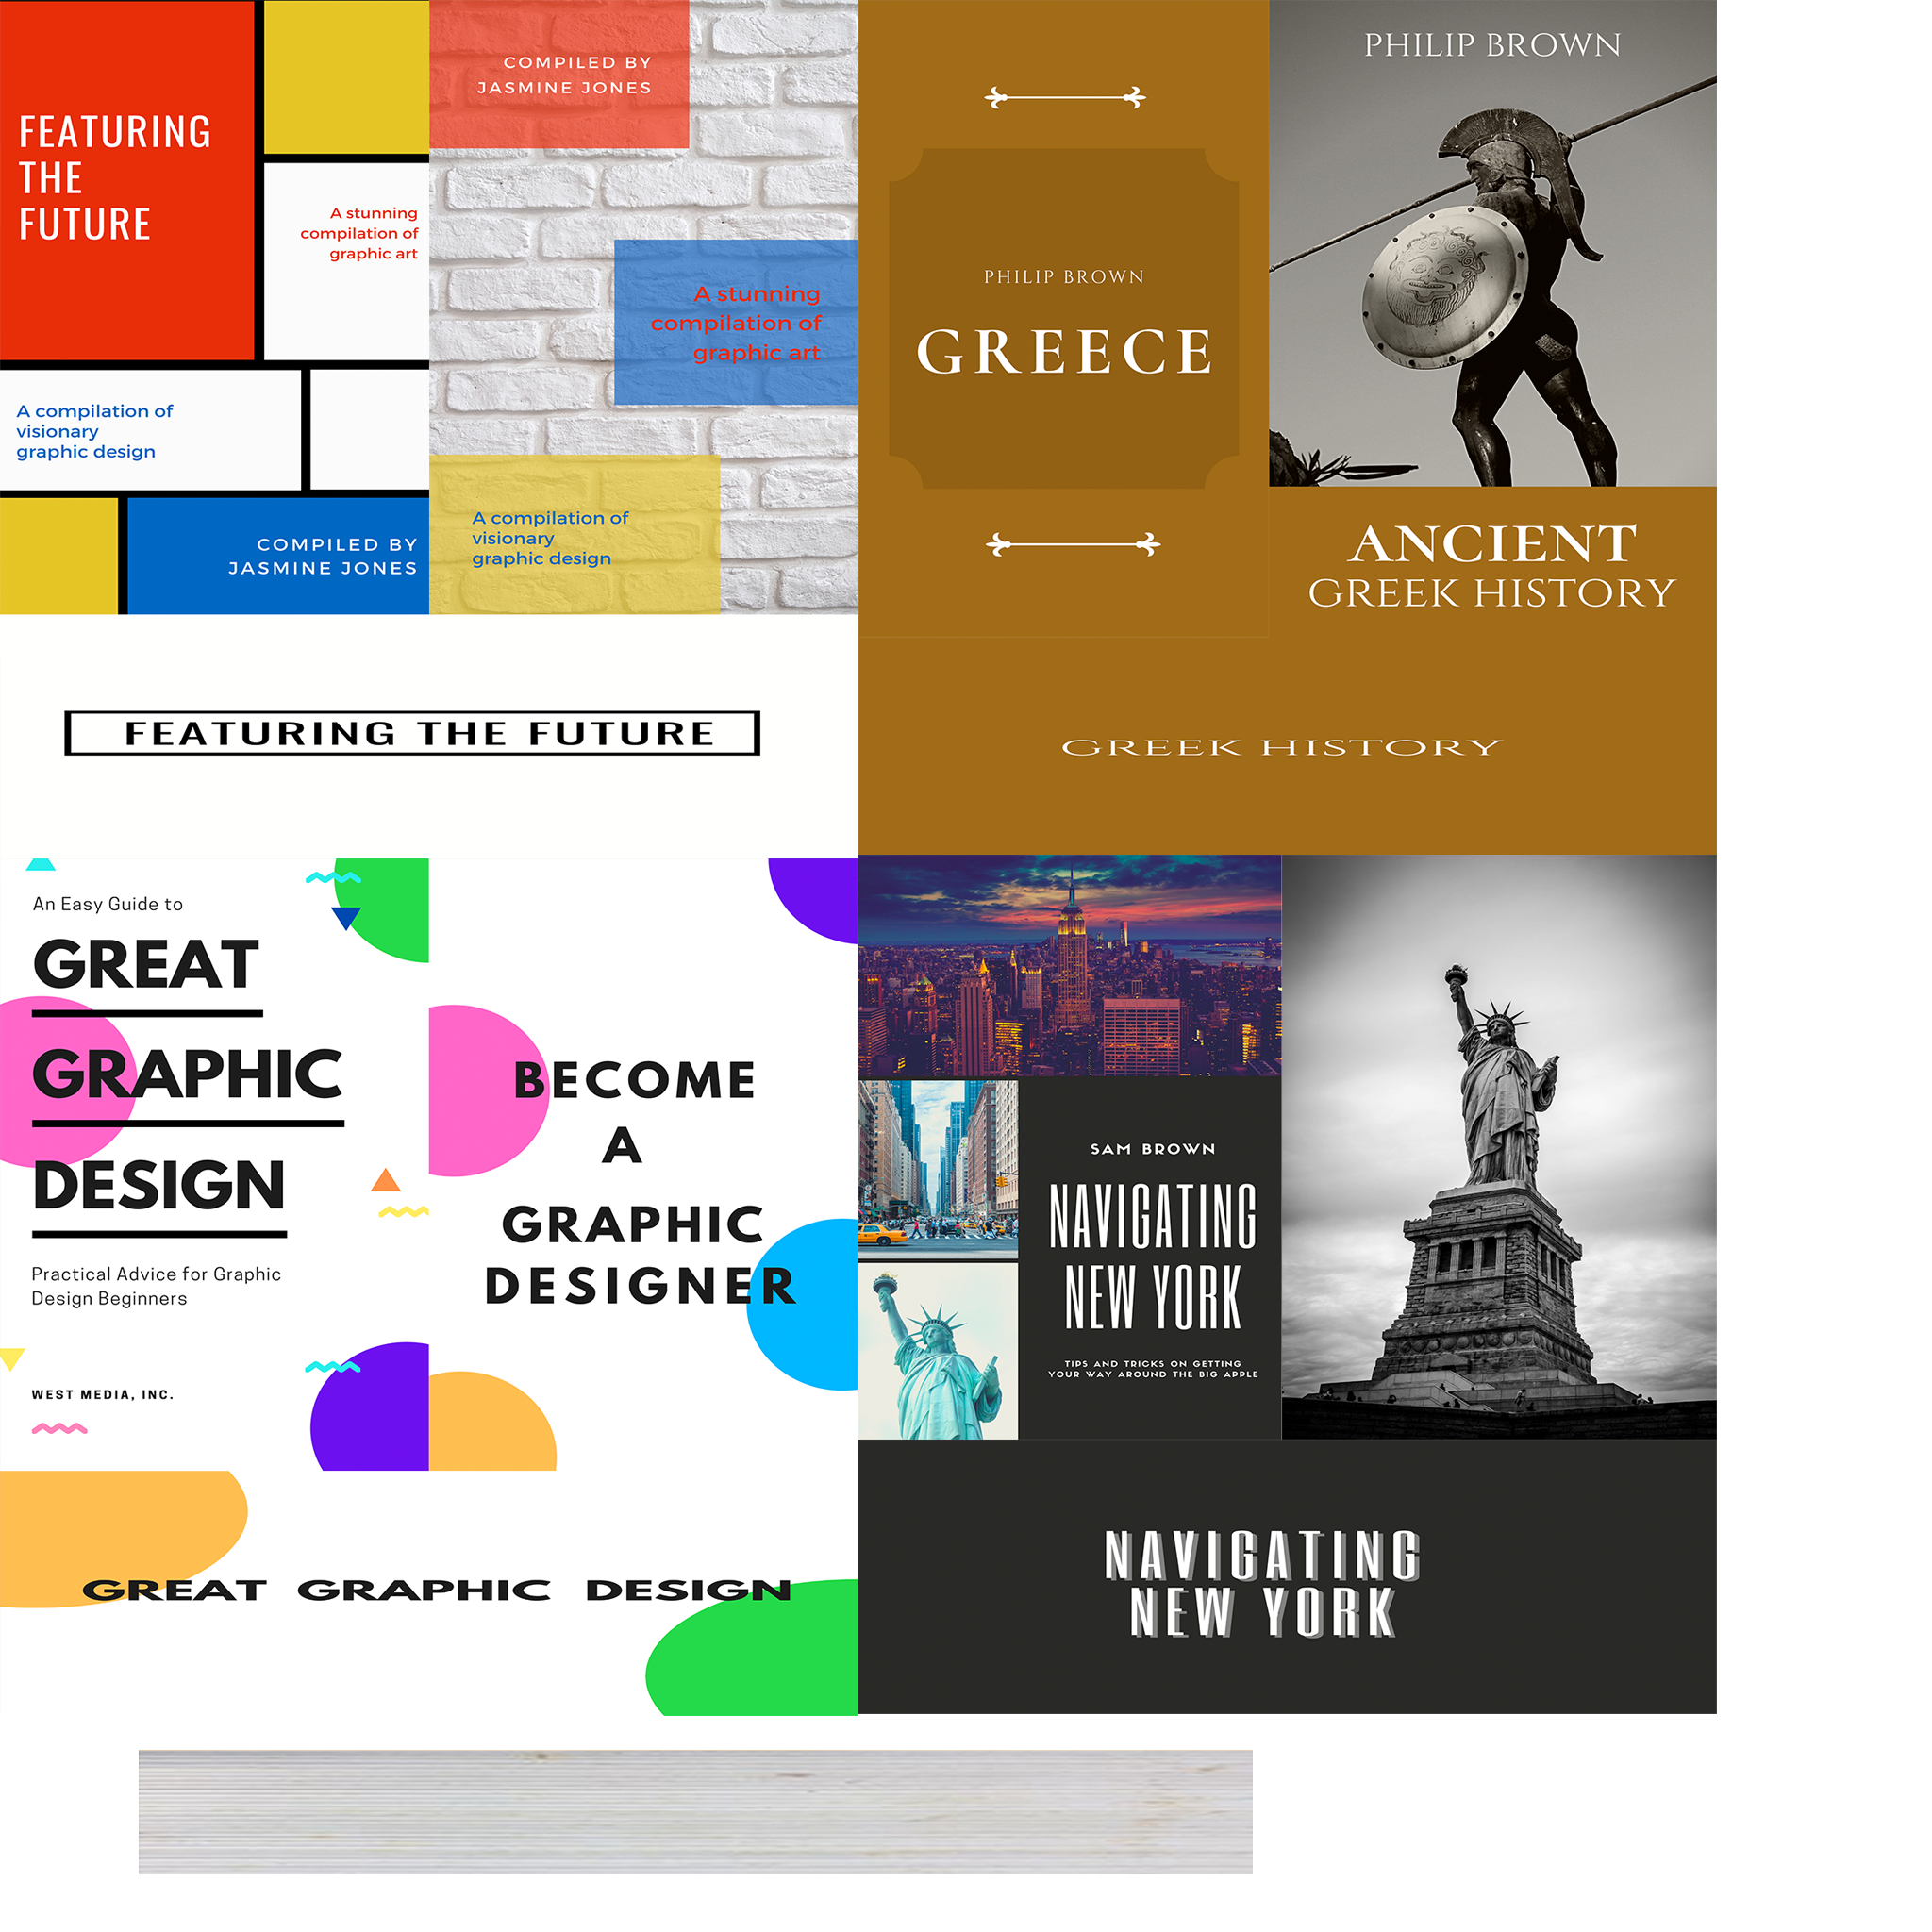 FEATURING
THE
FUTURE
A stunning
compilation of
graphic art
A compilation of
visionary
graphic design
COMPILED BY
JASMINE JONES
COMPILED BY
JASMINE JONES
A stunning
compilation of
graphic art
A compilation of
visionary
graphic design
FEATURING THE FUTURE
PHILIP BROWN
GREECE
PHILIP BROWN
ANCIENT
GREEK HISTORY
GREEK HISTORY
An Easy Guide to
GREAT
GRAPHIC
DESIGN
Practical Advice for Graphic
Design Beginners
WEST MEDIA, INC.
BECOME
A
GRAPHIC
DESIGNER
GREAT GRAPHIC DESIGN
SAM BROWN
NAVIGATING
NEW YORK
TIPS AND TRICKS ON GETTING
YOUR WAY AROUND THE BIG APPLE
NAVIGATING
NEW YORK